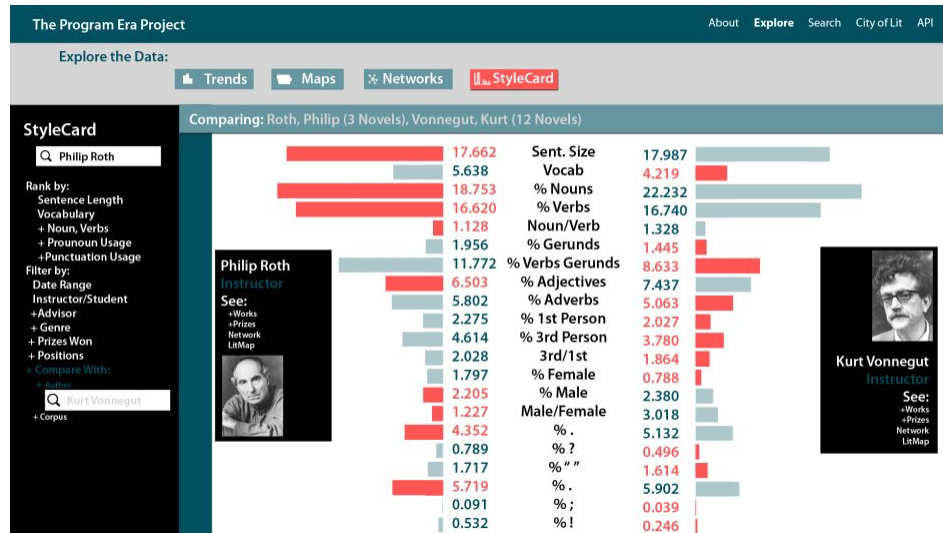 The Program Era Project
About Explore Search City of Lit API
Explore the Data:
Trends Maps Networks StyleCard
Comparing: Roth, Philip (3 Novels), Vonnegut, Kurt (12 Novels)
StyleCard
Philip Roth
Rank by:
Sentence Length
Vocabulary
+ Noun, Verbs
+ Prounoun Usage
+Punctuation Usage
Filter by:
Date Range
Instructor/Student
+Advisor
+ Genre
+ Prizes Won
+ Positions
+ Compare With:
+ Author
Kurt Vonnegut
+ Corpus
Philip Roth
Instructor
See:
+Works
+Prizes
Network
LitMap
17.662 Sent. Size 17.987
5.638 Vocab 4.219
18.753 % Nouns 22.232
16.620 % Verbs 16.740
1.128 Noun/Verb 1.328
1.956 % Gerunds 1.445
11.772 % Verbs Gerunds 8.633
6.503 % Adjectives 7.437
5.802 % Adverbs 5.063
2.275 % 1st Person 2.027
4.614 % 3rd Person 3.780
2.028 3rd/1st 1.864
1.797 % Female 0.788
2.205 % Male 2.380
1.227 Male/Female 3.018
4.352 % . 5.132
0.789 % ? 0.496
1.717 % “ ” 1.614
5.719 % . 5.902
0.091 % ; 0.039
0.532 % ! 0.246
Kurt Vonnegut
Instructor
See:
+Works
+Prizes
Network
LitMap